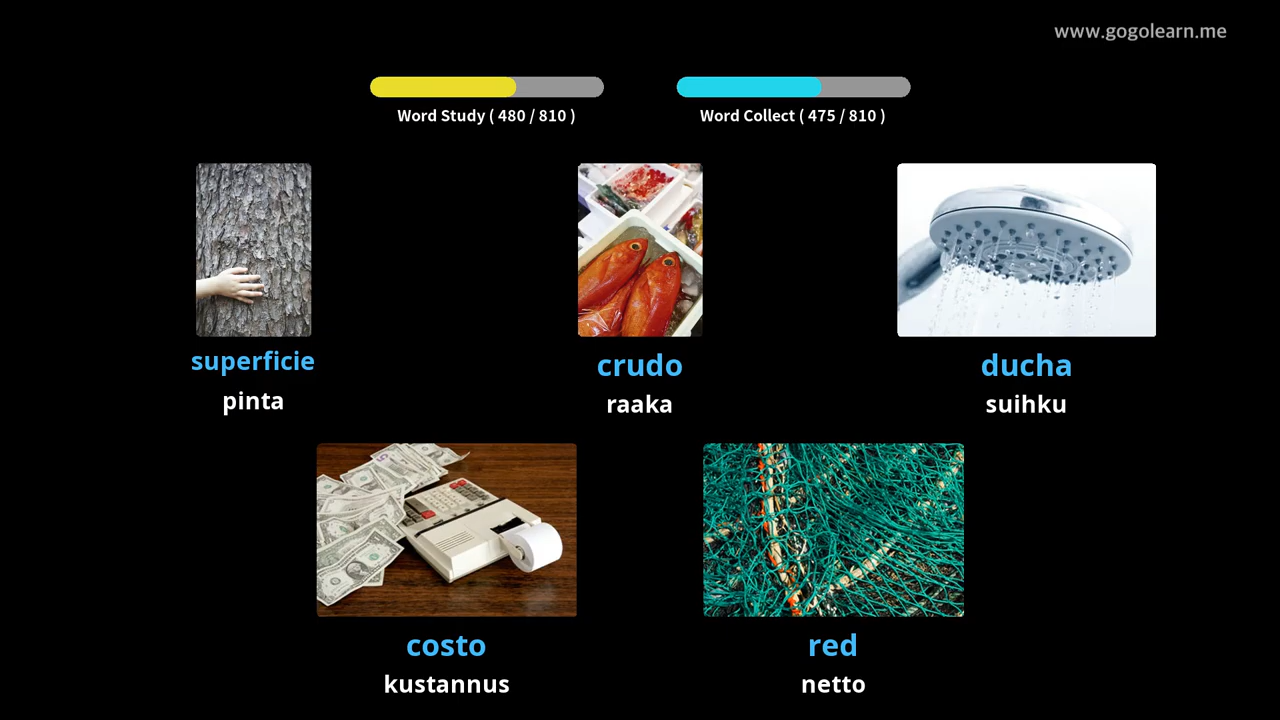 www.gogolearn.me
Word Study ( 480 / 810 )
Word Collect ( 475 / 810 )
superficie
pinta
crudo
raaka
ducha
suihku
costo
kustannus
red
netto